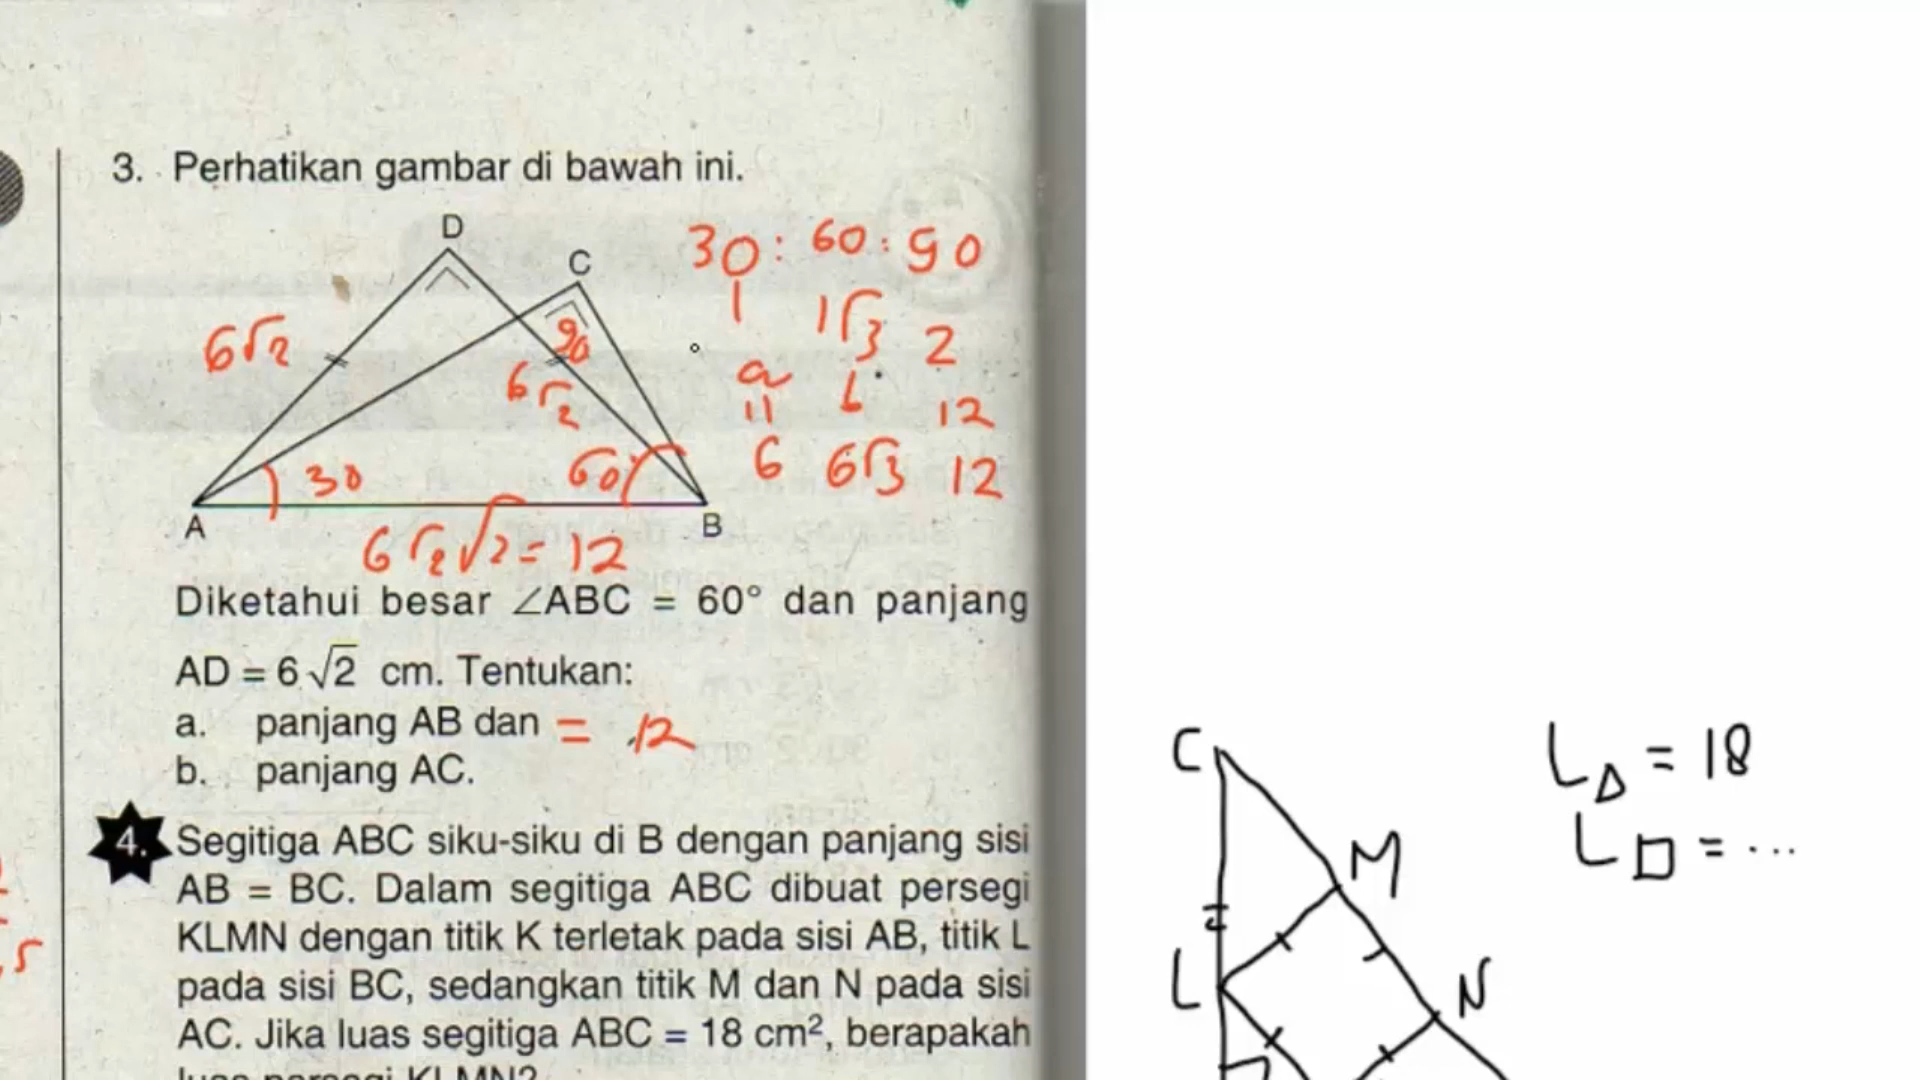 3. Perhatikan gambar di bawah ini.
D
C
30 : 60 : 90
1 1√3 2
6√2
90
a b 12
6√2
11
6 6√3 12
30
60
A
B
6√2√2 = 12
Diketahui besar ∠ABC = 60° dan panjang
AD = 6√2 cm. Tentukan:
a. panjang AB dan = 12
b. panjang AC.
4. Segitiga ABC siku-siku di B dengan panjang sisi
AB = BC. Dalam segitiga ABC dibuat persegi
KLMN dengan titik K terletak pada sisi AB, titik L
pada sisi BC, sedangkan titik M dan N pada sisi
AC. Jika luas segitiga ABC = 18 cm², berapakah
luas persegi KLMN?
C
L△ = 18
M
L□ = ...
L
N